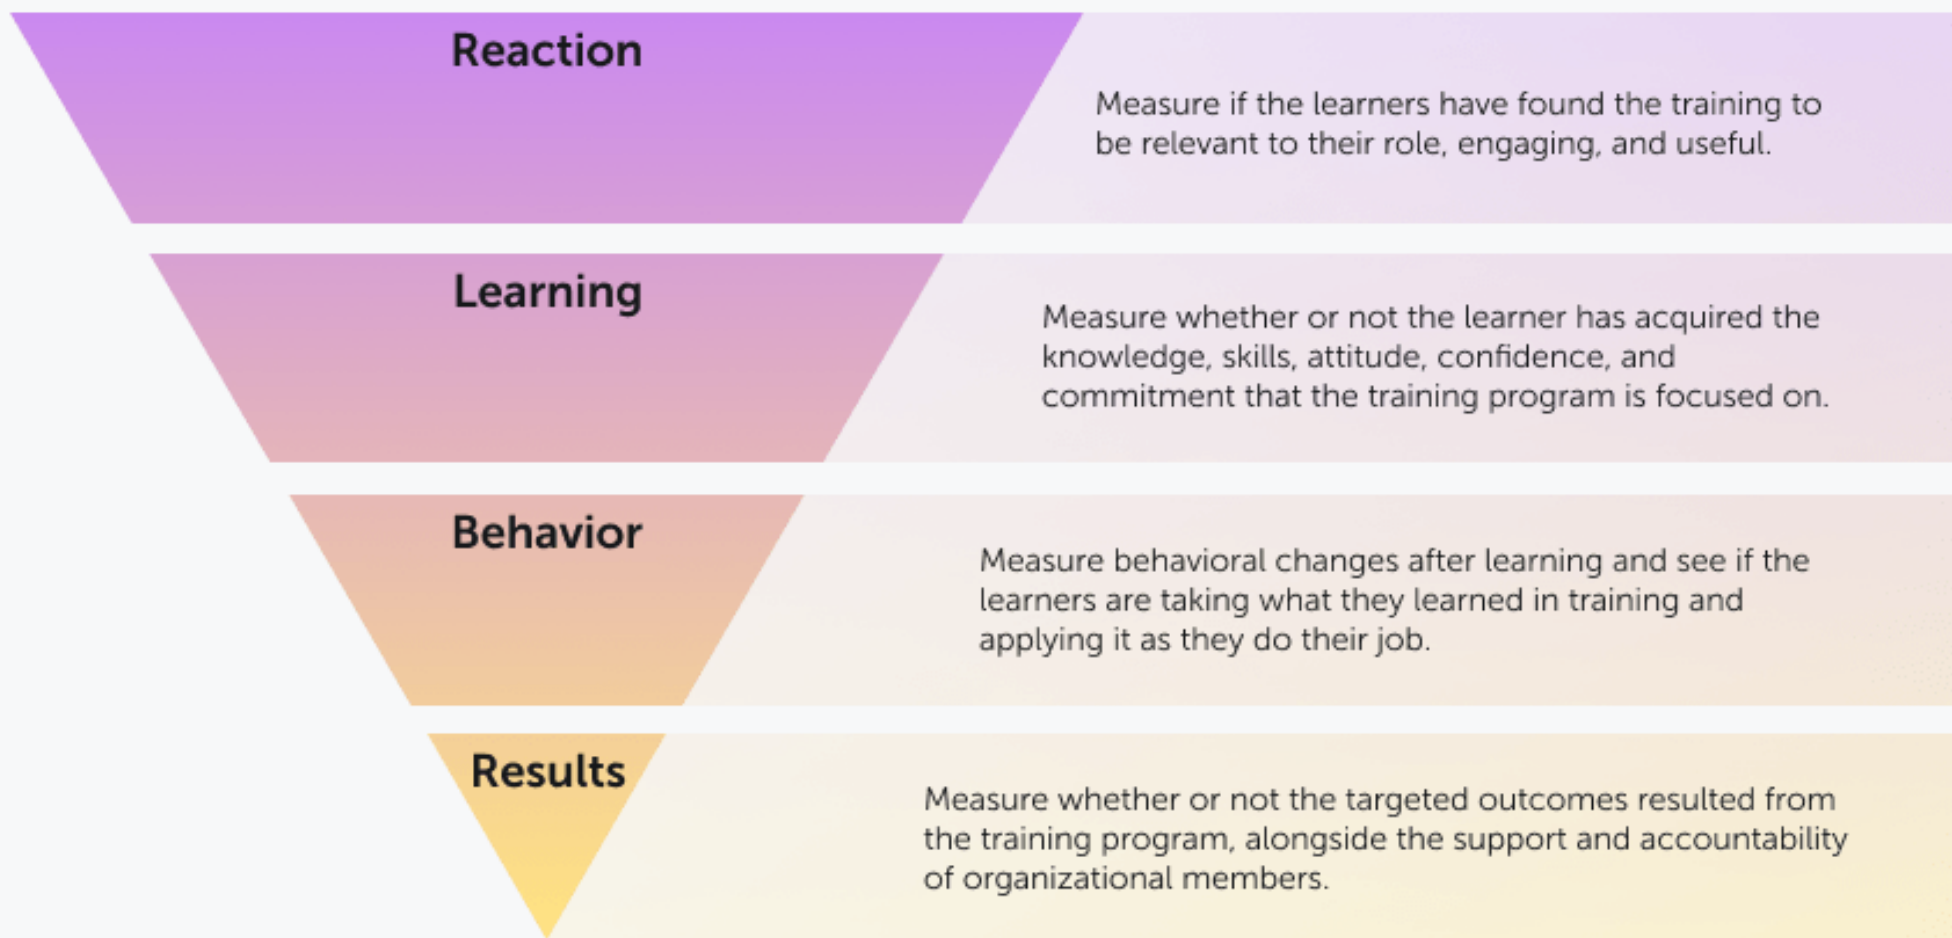 Reaction
Measure if the learners have found the training to
be relevant to their role, engaging, and useful.
Learning
Measure whether or not the learner has acquired the
knowledge, skills, attitude, confidence, and
commitment that the training program is focused on.
Behavior
Measure behavioral changes after learning and see if the
learners are taking what they learned in training and
applying it as they do their job.
Results
Measure whether or not the targeted outcomes resulted from
the training program, alongside the support and accountability
of organizational members.